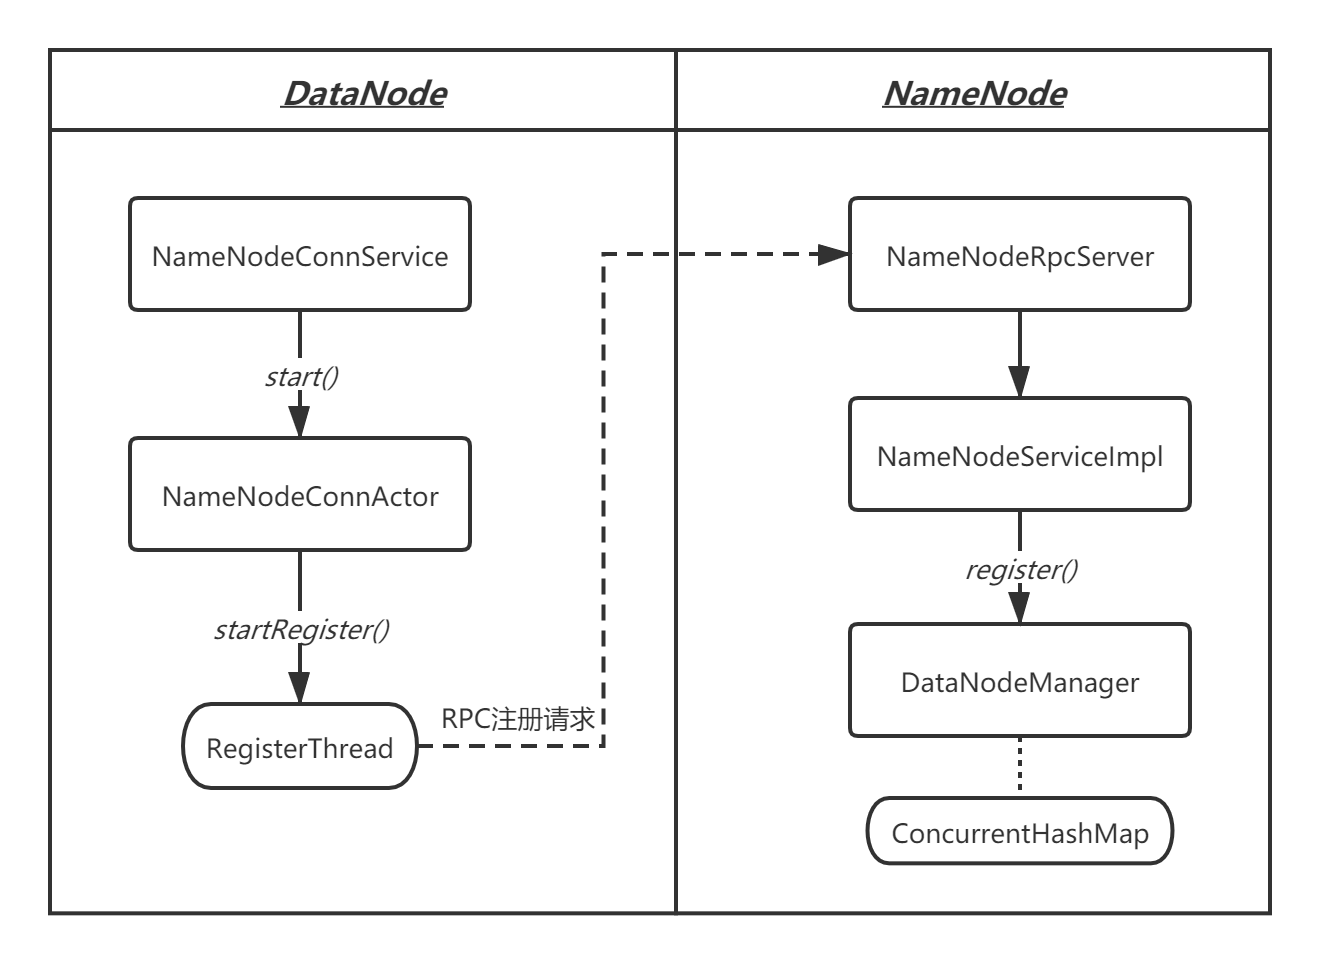 DataNode
NameNode
NameNodeConnService
start()
NameNodeConnActor
startRegister()
RPC注册请求
RegisterThread
NameNodeRpcServer
NameNodeServiceImpl
register()
DataNodeManager
ConcurrentHashMap